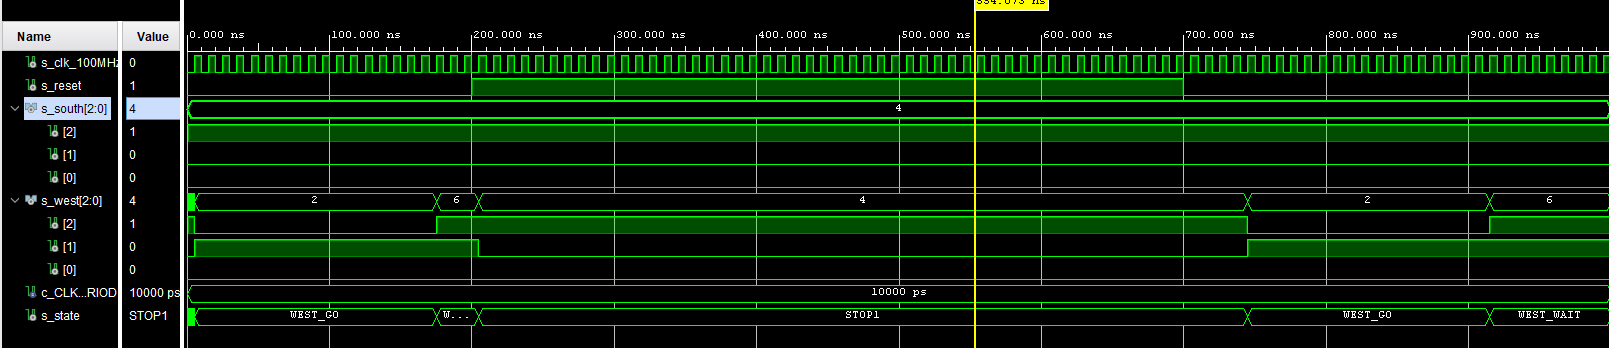 554.073 ns
Name Value 0.000 ns 100.000 ns 200.000 ns 300.000 ns 400.000 ns 500.000 ns 600.000 ns 700.000 ns 800.000 ns 900.000 ns
s_clk_100MHz 0
s_reset 1
s_south[2:0] 4 4
[2] 1
[1] 0
[0] 0
s_west[2:0] 4 2 6 4 2 6
[2] 1
[1] 0
[0] 0
c_CLK...RIOD 10000 ps 10000 ps
s_state STOP1 WEST_GO W... STOP1 WEST_GO WEST_WAIT